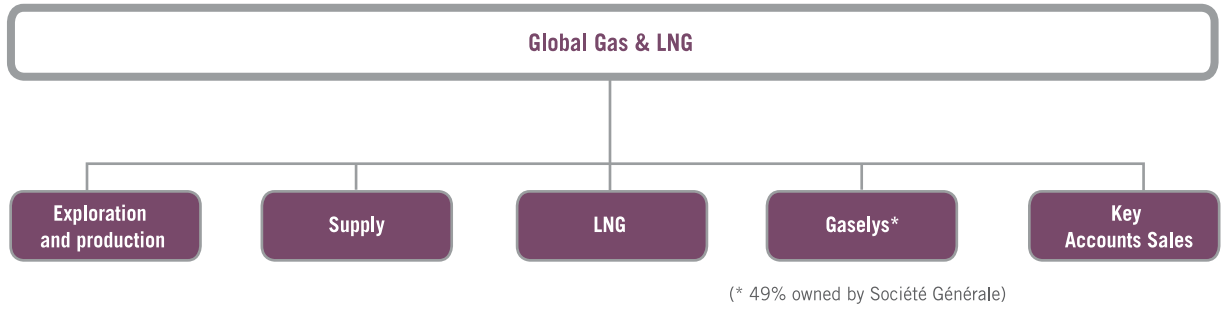 Global Gas & LNG
Exploration
and production
Supply
LNG
Gaselys*
Key
Accounts Sales
(* 49% owned by Société Générale)